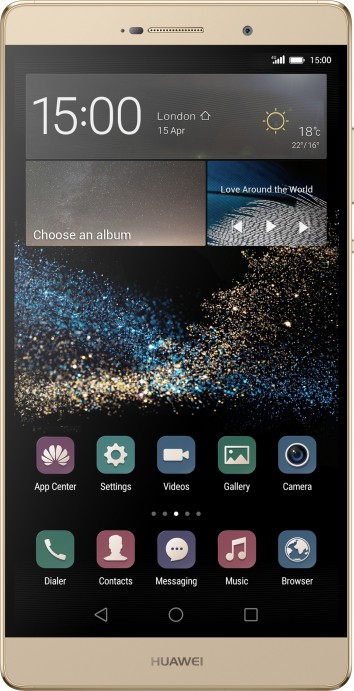 4G 15:00
15:00
London
15 Apr
18°c
22°/16°
Love Around the World
Choose an album
App Center Settings Videos Gallery Camera
Dialer Contacts Messaging Music Browser
HUAWEI